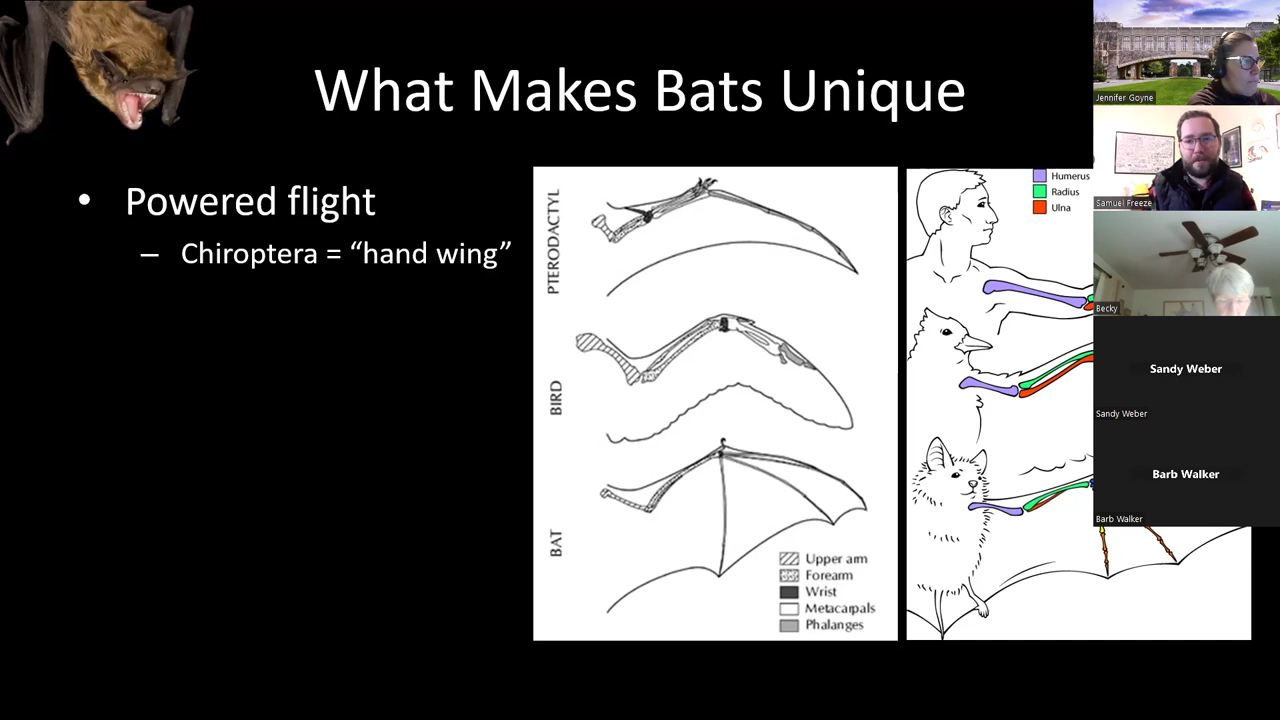 What Makes Bats Unique
• Powered flight
– Chiroptera = “hand wing”
PTERODACTYL
BIRD
BAT
Upper arm
Forearm
Wrist
Metacarpals
Phalanges
Humerus
Radius
Ulna
Jennifer Goyne
Samuel Freeze
Becky
Sandy Weber
Sandy Weber
Barb Walker
Barb Walker